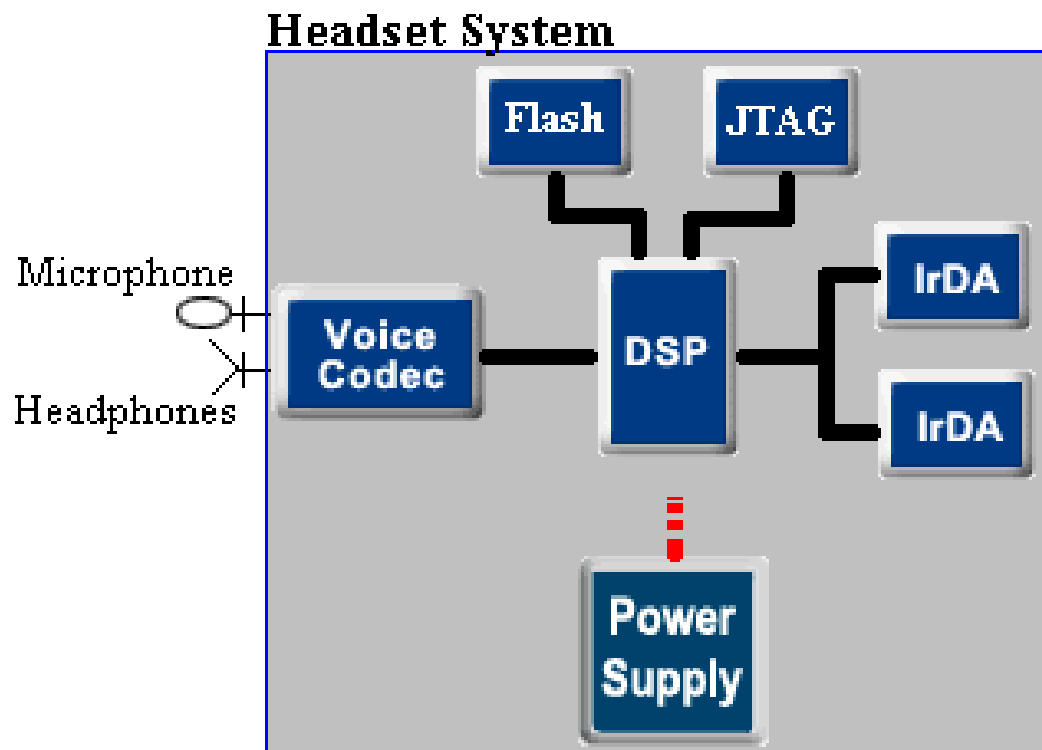 Headset System
Flash
JTAG
Microphone
IrDA
Voice
Codec
DSP
Headphones
IrDA
Power
Supply